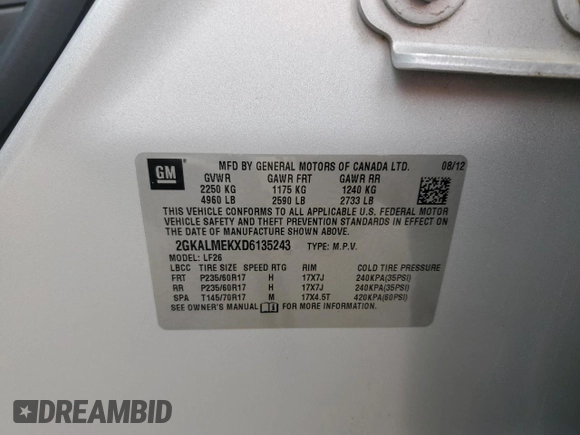 GM
MFD BY GENERAL MOTORS OF CANADA LTD. 08/12
GVWR GAWR FRT GAWR RR
2250 KG 1175 KG 1240 KG
4960 LB 2590 LB 2733 LB
THIS VEHICLE CONFORMS TO ALL APPLICABLE U.S. FEDERAL MOTOR
VEHICLE SAFETY AND THEFT PREVENTION STANDARDS IN EFFECT ON
THE DATE OF MANUFACTURE SHOWN ABOVE.
2GKALMEKXD6135243 TYPE: M.P.V.
MODEL: LF26
LBCC TIRE SIZE SPEED RTG RIM COLD TIRE PRESSURE
FRT P235/60R17 H 17X7J 240KPA(35PSI)
RR P235/60R17 H 17X7J 240KPA(35PSI)
SPA T145/70R17 M 17X4.5T 420KPA(60PSI)
SEE OWNER'S MANUAL FOR MORE INFORMATION.
DREAMBID